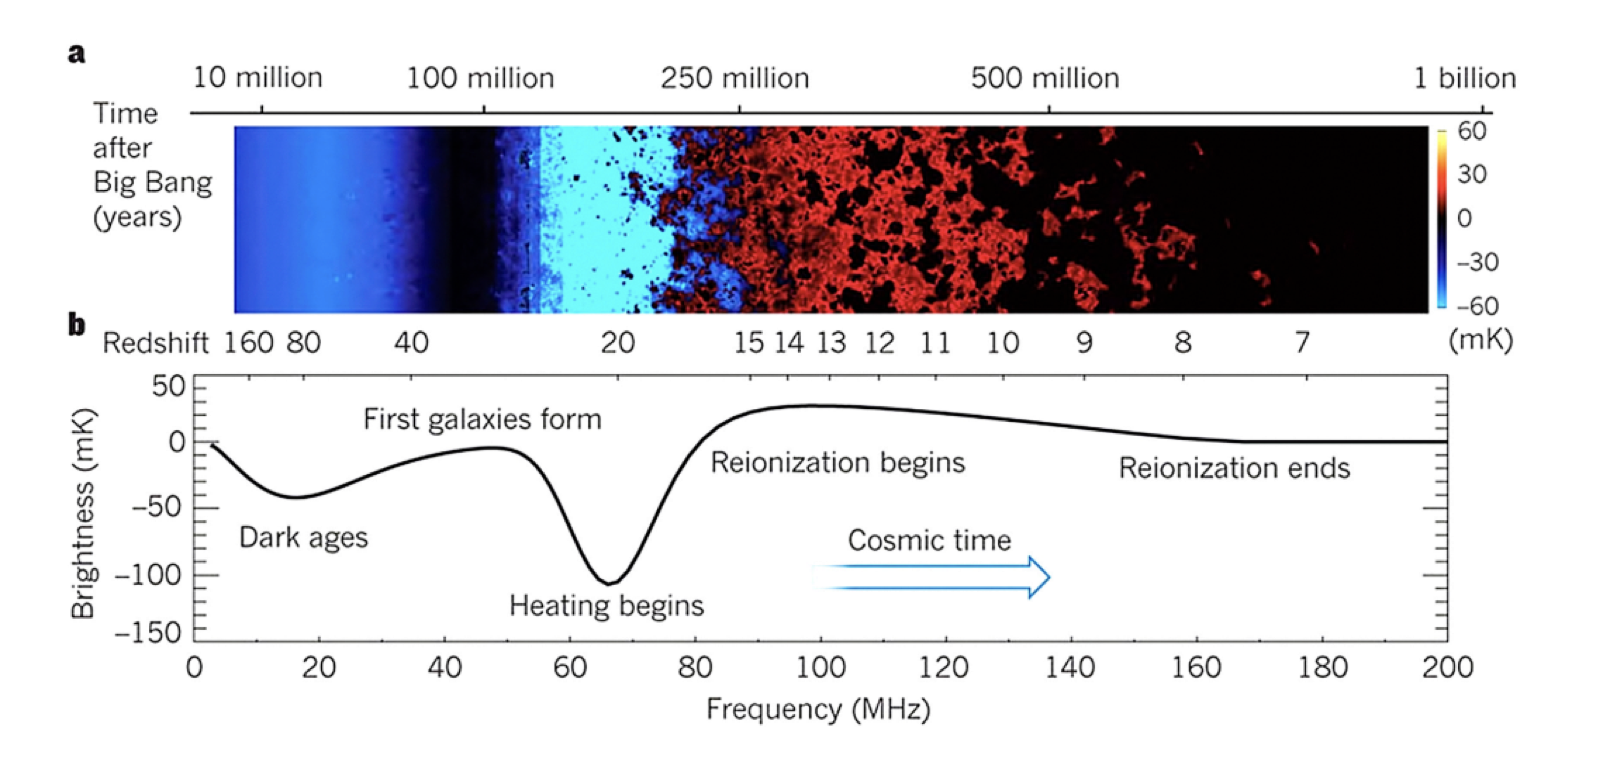 a
10 million 100 million 250 million 500 million 1 billion
Time
after
Big Bang
(years)
60
30
0
−30
−60
(mK)
b
Redshift 160 80 40 20 15 14 13 12 11 10 9 8 7
Brightness (mK)
50
0
−50
−100
−150
First galaxies form
Dark ages
Heating begins
Reionization begins
Reionization ends
Cosmic time
0 20 40 60 80 100 120 140 160 180 200
Frequency (MHz)